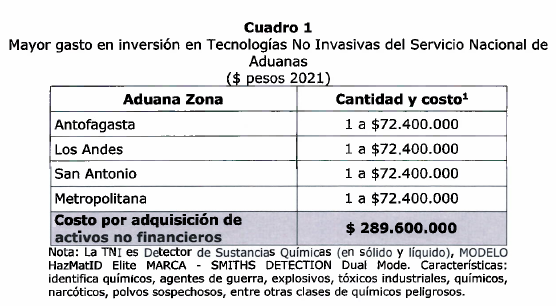 Cuadro 1
Mayor gasto en inversión en Tecnologías No Invasivas del Servicio Nacional de
Aduanas
($ pesos 2021)
Aduana Zona Cantidad y costo¹
Antofagasta 1 a $72.400.000
Los Andes 1 a $72.400.000
San Antonio 1 a $72.400.000
Metropolitana 1 a $72.400.000
Costo por adquisición de
activos no financieros $ 289.600.000
Nota: La TNI es Detector de Sustancias Químicas (en sólido y líquido), MODELO
HazMatID Elite MARCA - SMITHS DETECTION Dual Mode. Características:
identifica químicos, agentes de guerra, explosivos, tóxicos industriales, químicos,
narcóticos, polvos sospechosos, entre otras clases de químicos peligrosos.